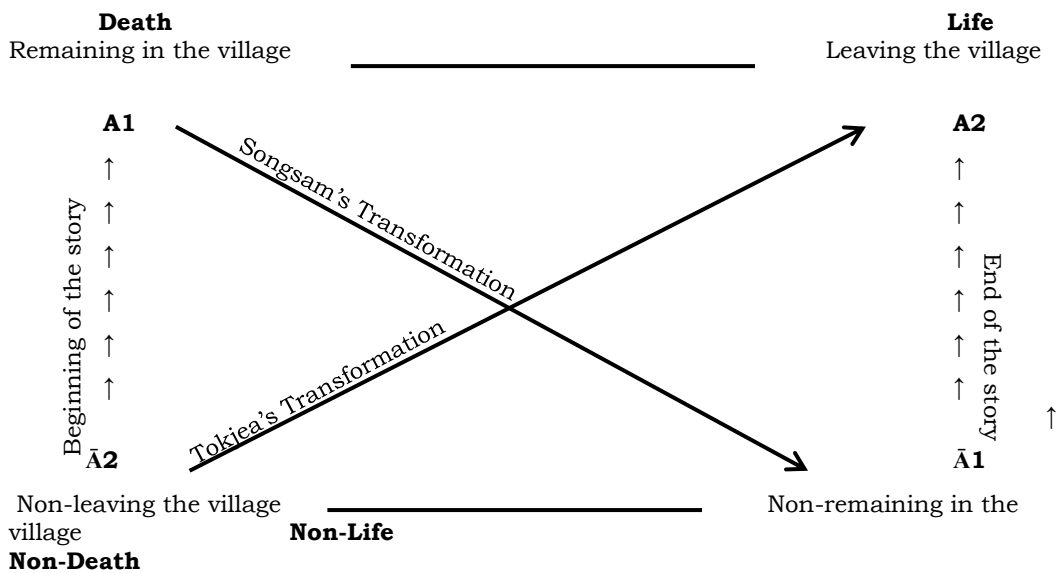 Death Life
Remaining in the village Leaving the village
A1 A2
Songsam's Transformation
Beginning of the story
End of the story
Tokjea's Transformation
Ā2 Ā1
Non-leaving the village Non-remaining in the
village Non-Life
Non-Death